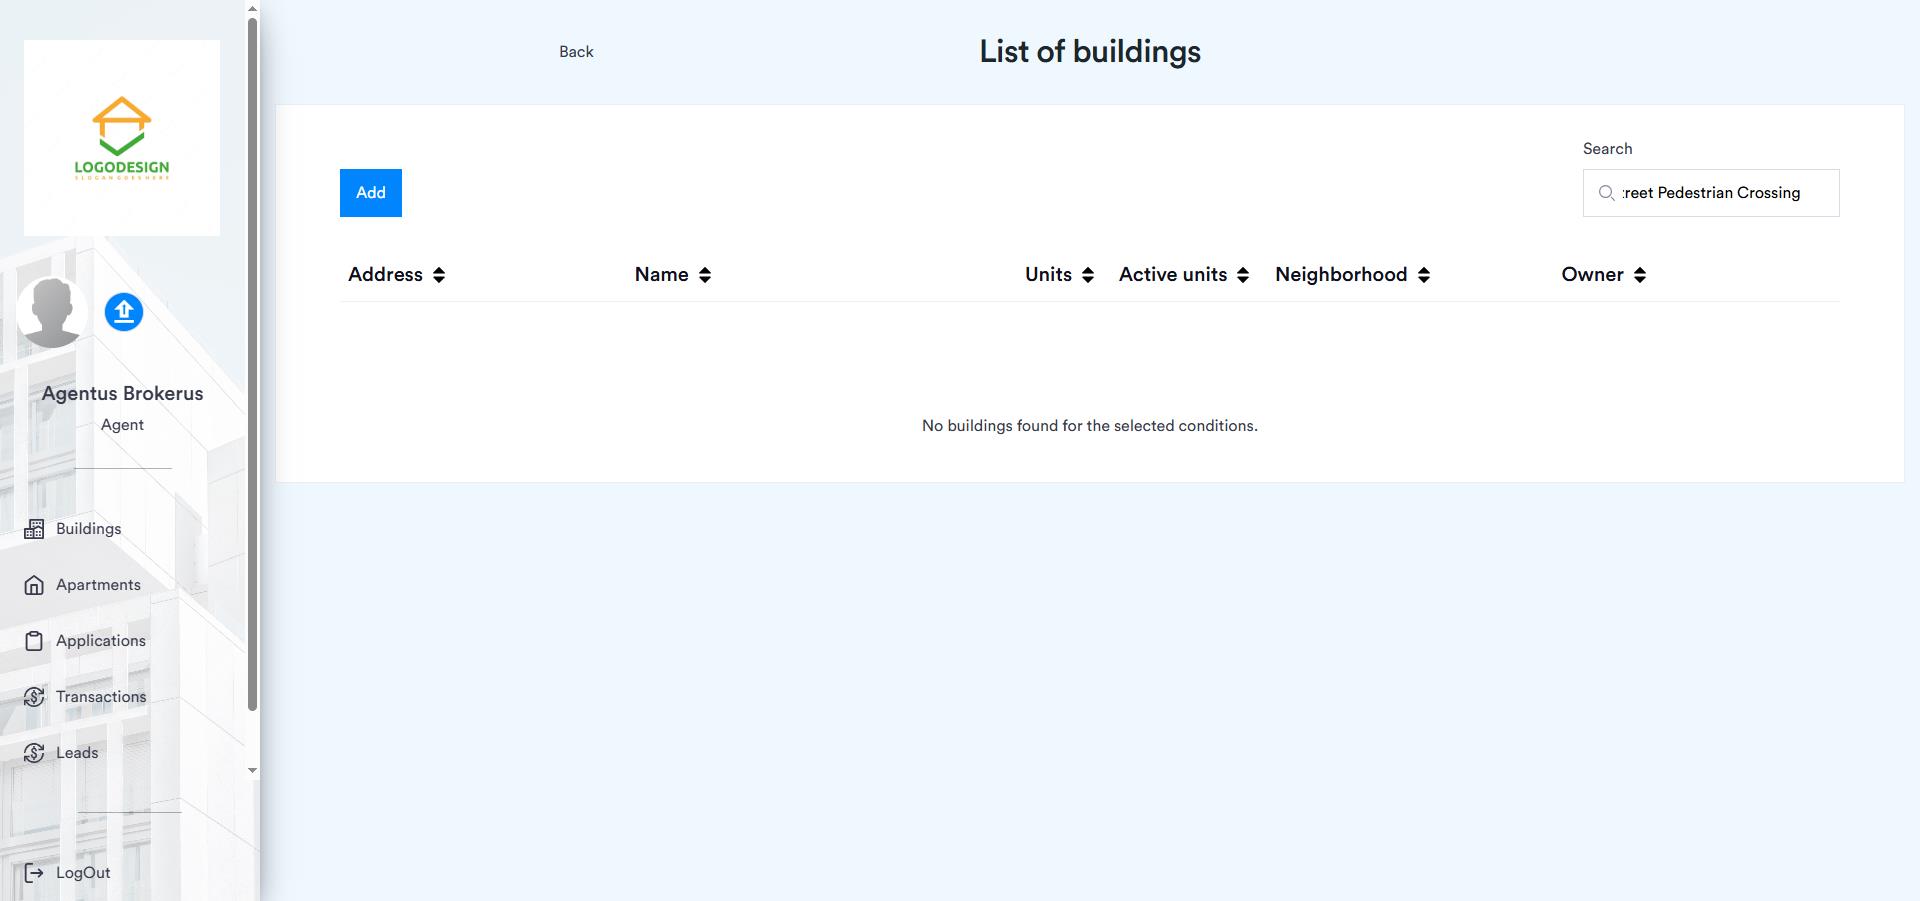 LOGODESIGN
SLOGANGOESHERE
Agentus Brokerus
Agent
Buildings
Apartments
Applications
Transactions
Leads
LogOut
Back
List of buildings
Search
Add
reet Pedestrian Crossing
Address
Name
Units
Active units
Neighborhood
Owner
No buildings found for the selected conditions.